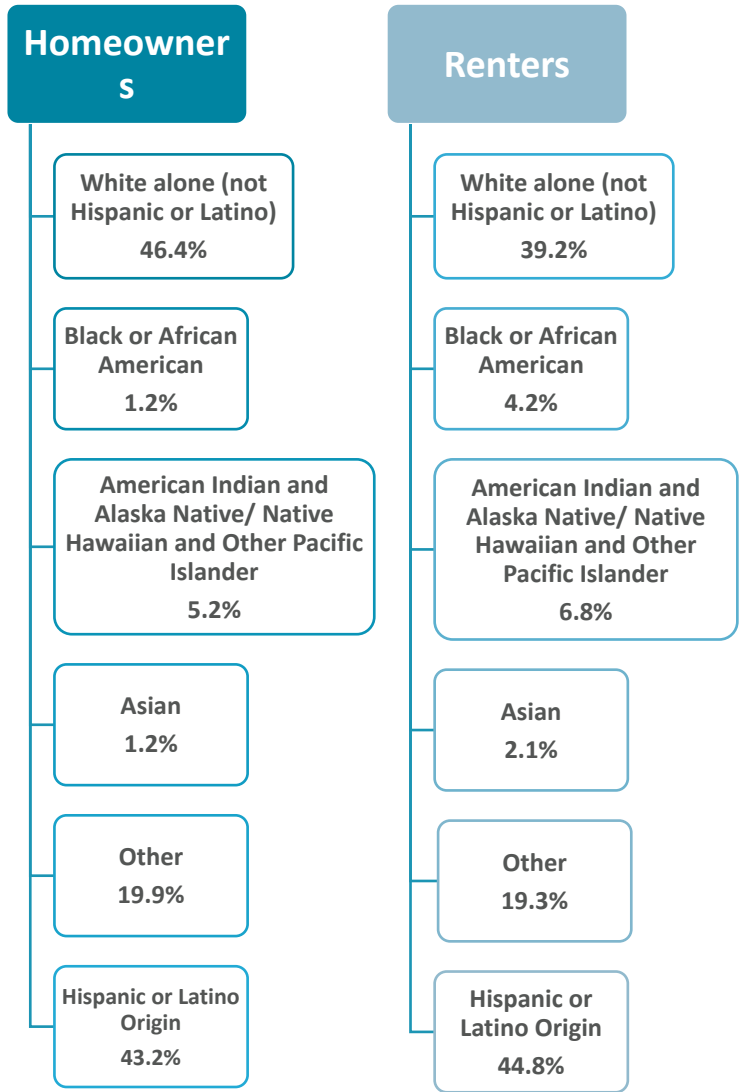 Homeowner
s
White alone (not
Hispanic or Latino)
46.4%
Black or African
American
1.2%
American Indian and
Alaska Native/ Native
Hawaiian and Other Pacific
Islander
5.2%
Asian
1.2%
Other
19.9%
Hispanic or Latino
Origin
43.2%
Renters
White alone (not
Hispanic or Latino)
39.2%
Black or African
American
4.2%
American Indian and
Alaska Native/ Native
Hawaiian and Other
Pacific Islander
6.8%
Asian
2.1%
Other
19.3%
Hispanic or
Latino Origin
44.8%